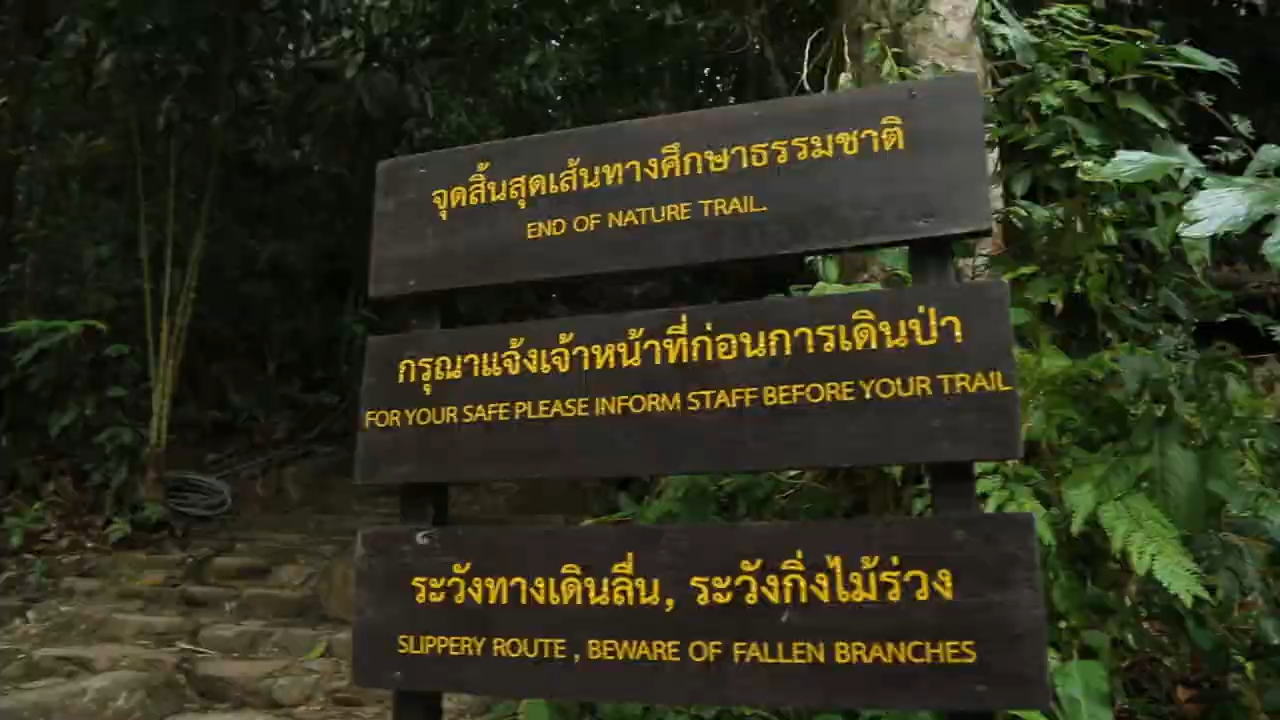 จุดสิ้นสุดเส้นทางศึกษาธรรมชาติ
END OF NATURE TRAIL.
กรุณาแจ้งเจ้าหน้าที่ก่อนการเดินป่า
FOR YOUR SAFE PLEASE INFORM STAFF BEFORE YOUR TRAIL
ระวังทางเดินลื่น, ระวังกิ่งไม้ร่วง
SLIPPERY ROUTE , BEWARE OF FALLEN BRANCHES